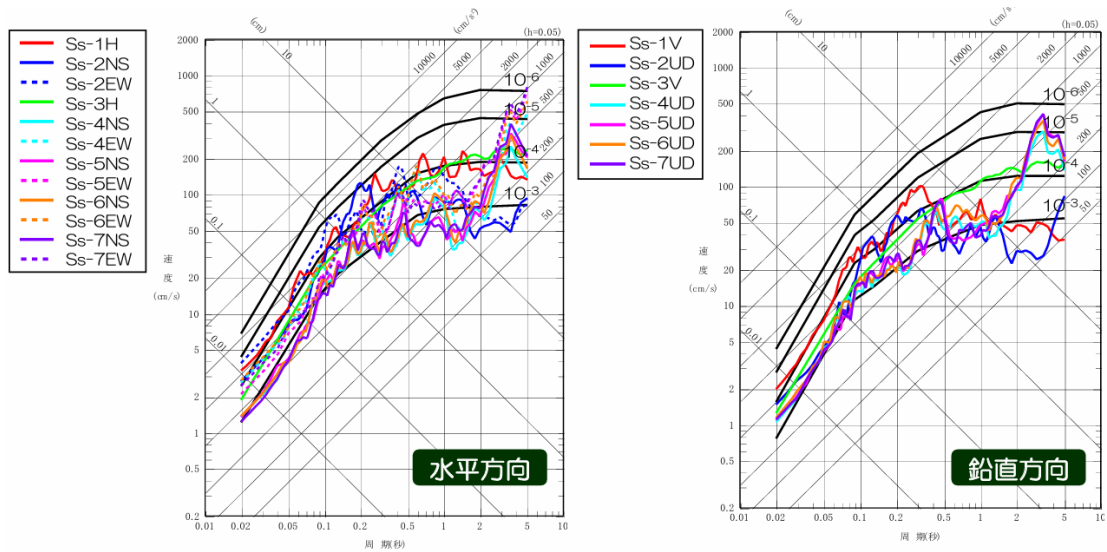 (cm)
(cm/s²)
(h=0.05)
Ss-1H
Ss-2NS
Ss-2EW
Ss-3H
Ss-4NS
Ss-4EW
Ss-5NS
Ss-5EW
Ss-6NS
Ss-6EW
Ss-7NS
Ss-7EW
2000
1000
500
200
100
50
20
10
5
2
1
0.5
0.2
速
度
(cm/s)
10
1
0.1
0.01
10000
5000
2000
1000
500
200
100
50
10-6
10-5
10-4
10-3
水平方向
0.01
0.02
0.05
0.1
0.2
0.5
1
2
5
10
周 期(秒)
(cm)
(cm/s²)
(h=0.05)
Ss-1V
Ss-2UD
Ss-3V
Ss-4UD
Ss-5UD
Ss-6UD
Ss-7UD
2000
1000
500
200
100
50
20
10
5
2
1
0.5
0.2
速
度
(cm/s)
10
1
0.1
0.01
10000
5000
2000
1000
500
200
100
50
10-6
10-5
10-4
10-3
鉛直方向
0.01
0.02
0.05
0.1
0.2
0.5
1
2
5
10
周 期(秒)